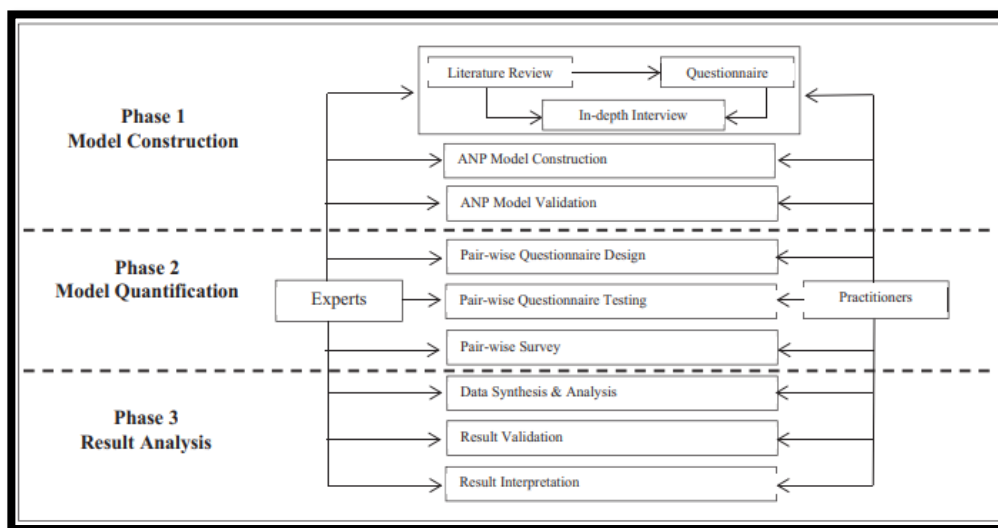 Literature Review
Questionnaire
In-depth Interview
Phase 1
Model Construction
ANP Model Construction
ANP Model Validation
Phase 2
Model Quantification
Pair-wise Questionnaire Design
Experts
Pair-wise Questionnaire Testing
Practitioners
Pair-wise Survey
Phase 3
Result Analysis
Data Synthesis & Analysis
Result Validation
Result Interpretation